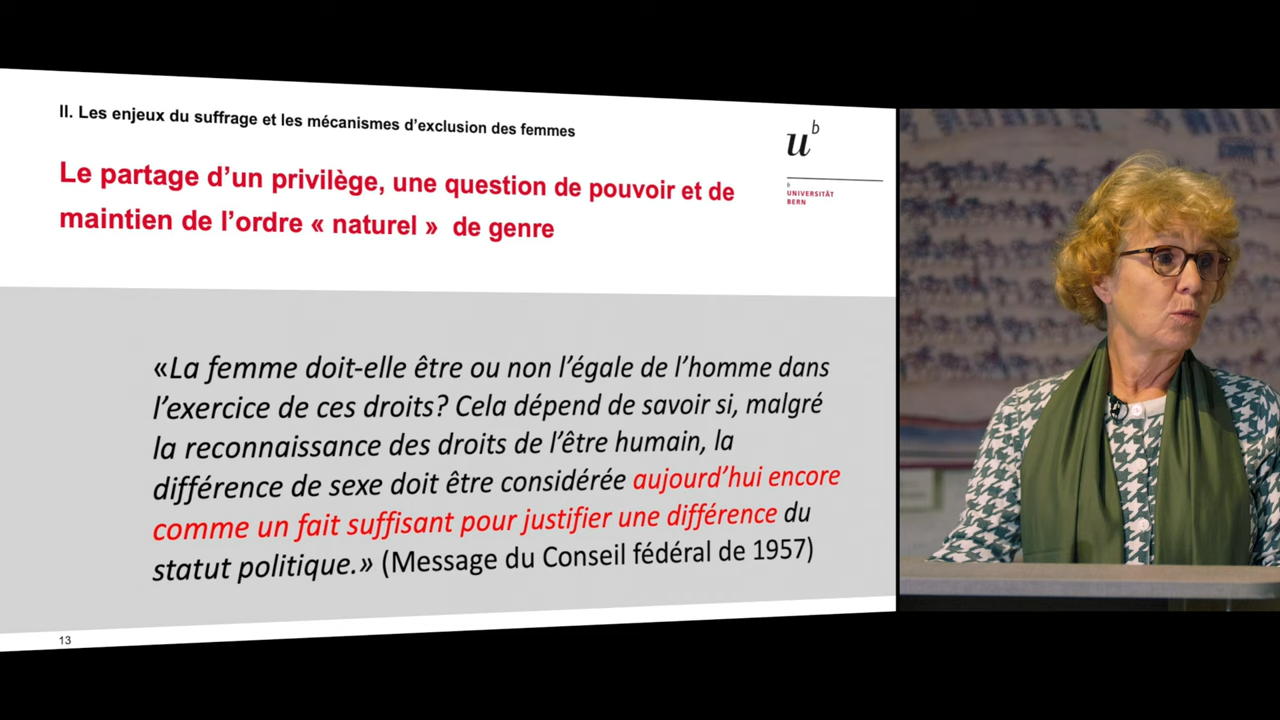 II. Les enjeux du suffrage et les mécanismes d'exclusion des femmes
Le partage d'un privilège, une question de pouvoir et de
maintien de l'ordre « naturel »  de genre
u b
b
UNIVERSITÄT
BERN
«La femme doit-elle être ou non l'égale de l'homme dans
l'exercice de ces droits? Cela dépend de savoir si, malgré
la reconnaissance des droits de l'être humain, la
différence de sexe doit être considérée aujourd'hui encore
comme un fait suffisant pour justifier une différence du
statut politique.» (Message du Conseil fédéral de 1957)
13